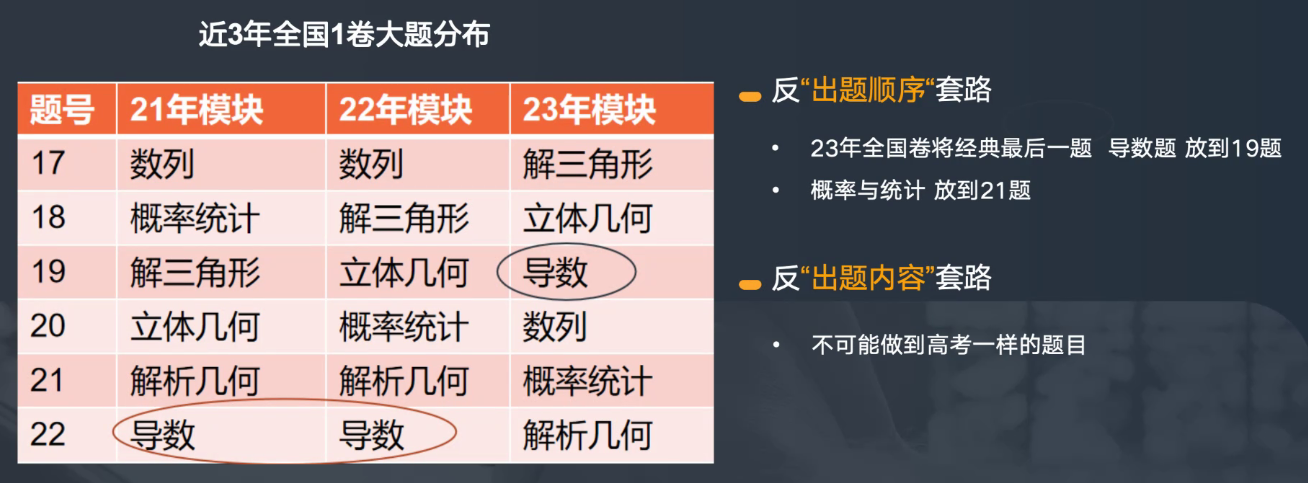 近3年全国1卷大题分布
题号 21年模块 22年模块 23年模块
17 数列 数列 解三角形
18 概率统计 解三角形 立体几何
19 解三角形 立体几何 导数
20 立体几何 概率统计 数列
21 解析几何 解析几何 概率统计
22 导数 导数 解析几何
反“出题顺序“套路
• 23年全国卷将经典最后一题 导数题 放到19题
• 概率与统计 放到21题
反“出题内容”套路
• 不可能做到高考一样的题目